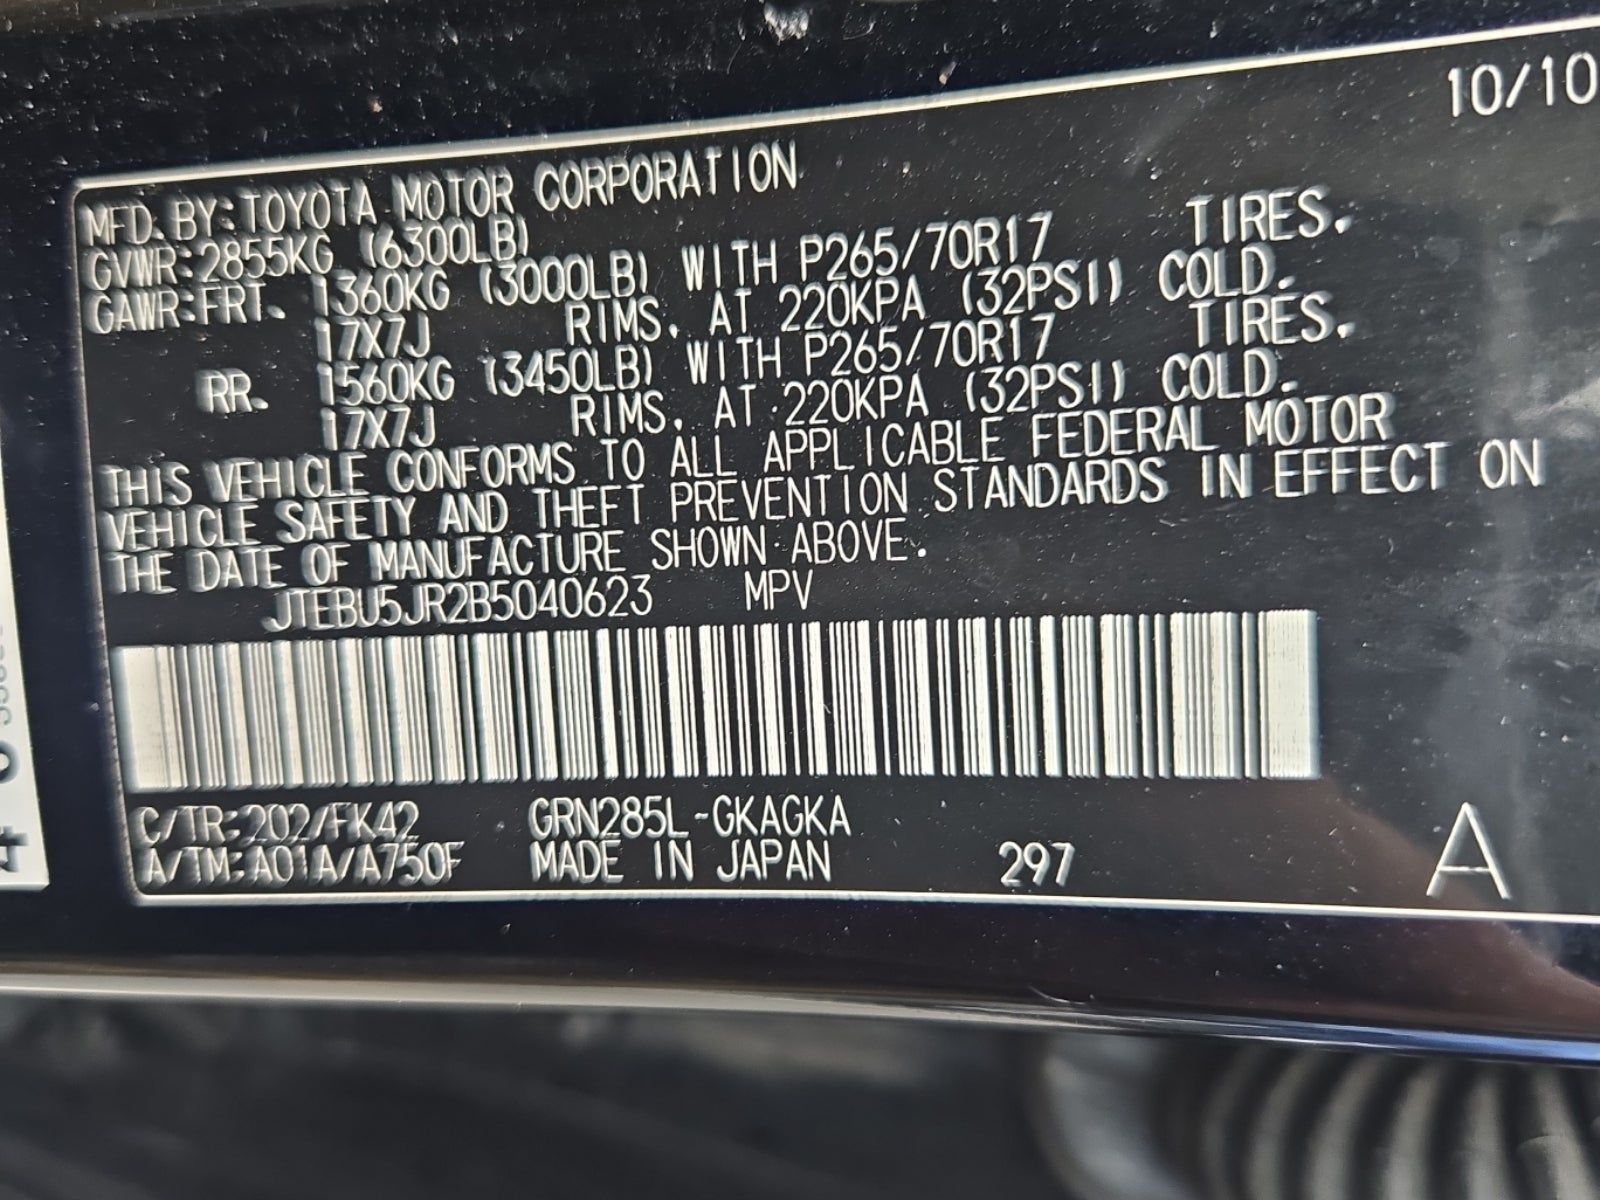 10/10
MFD. BY:TOYOTA MOTOR CORPORATION
GVWR:2855KG (6300LB)
GAWR:FRT. 1360KG (3000LB) WITH P265/70R17 TIRES,
17X7J RIMS, AT 220KPA (32PSI) COLD.
RR. 1560KG (3450LB) WITH P265/70R17 TIRES,
17X7J RIMS, AT 220KPA (32PSI) COLD.
THIS VEHICLE CONFORMS TO ALL APPLICABLE FEDERAL MOTOR
VEHICLE SAFETY AND THEFT PREVENTION STANDARDS IN EFFECT ON
THE DATE OF MANUFACTURE SHOWN ABOVE.
JTEBU5JR2B5040623 MPV
C/TR:202/FK42 GRN285L-GKAGKA
A/TM:A01A/A750F MADE IN JAPAN 297 A